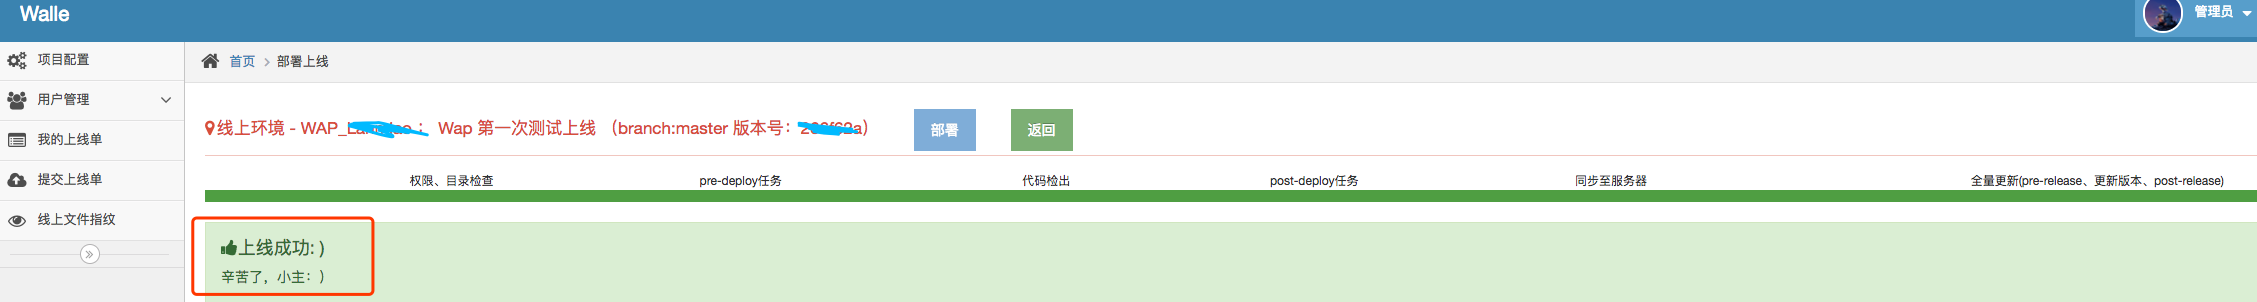 Walle
管理员
项目配置
用户管理
我的上线单
提交上线单
线上文件指纹
首页 > 部署上线
线上环境 - WAP_ : Wap 第一次测试上线 (branch:master 版本号: )
部署
返回
权限、目录检查
pre-deploy任务
代码检出
post-deploy任务
同步至服务器
全量更新(pre-release、更新版本、post-release)
上线成功: )
辛苦了，小主: )